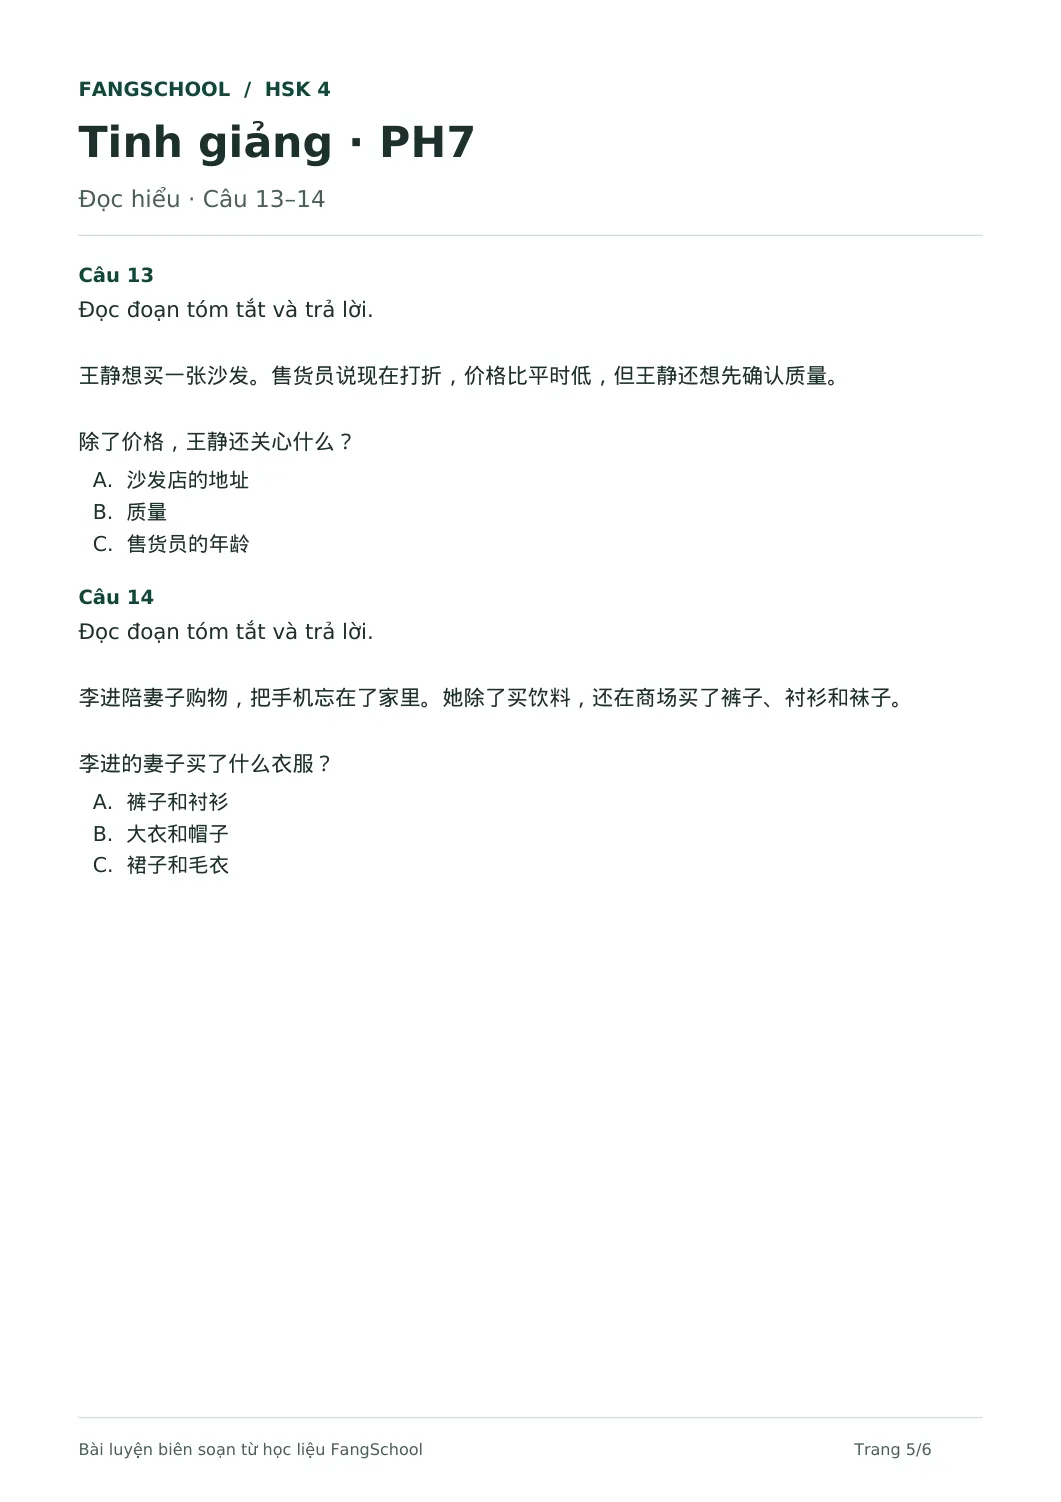 FANGSCHOOL / HSK 4
Tinh giảng · PH7
Đọc hiểu · Câu 13–14
Câu 13
Đọc đoạn tóm tắt và trả lời.
王静想买一张沙发。售货员说现在打折，价格比平时低，但王静还想先确认质量。
除了价格，王静还关心什么？
A. 沙发店的地址
B. 质量
C. 售货员的年龄
Câu 14
Đọc đoạn tóm tắt và trả lời.
李进陪妻子购物，把手机忘在了家里。她除了买饮料，还在商场买了裤子、衬衫和袜子。
李进的妻子买了什么衣服？
A. 裤子和衬衫
B. 大衣和帽子
C. 裙子和毛衣
Bài luyện biên soạn từ học liệu FangSchool
Trang 5/6